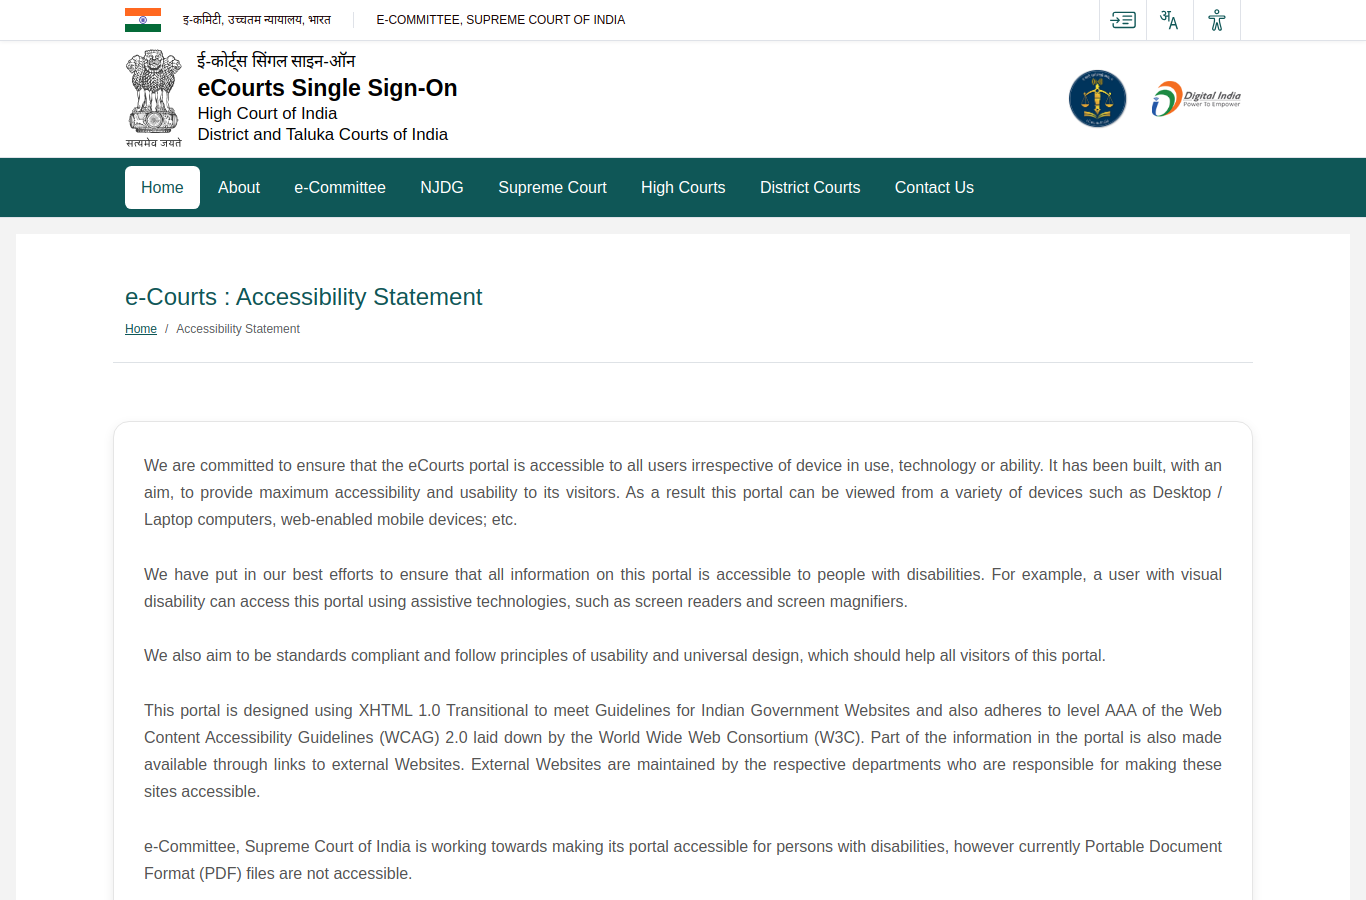 इ-कमिटी, उच्चतम न्यायालय, भारत
E-COMMITTEE, SUPREME COURT OF INDIA
अ A
ई-कोर्ट्स सिंगल साइन-ऑन
eCourts Single Sign-On
High Court of India
District and Taluka Courts of India
सत्यमेव जयते
Digital India
Power To Empower
Home About e-Committee NJDG Supreme Court High Courts District Courts Contact Us
e-Courts : Accessibility Statement
Home / Accessibility Statement
We are committed to ensure that the eCourts portal is accessible to all users irrespective of device in use, technology or ability. It has been built, with an
aim, to provide maximum accessibility and usability to its visitors. As a result this portal can be viewed from a variety of devices such as Desktop /
Laptop computers, web-enabled mobile devices; etc.
We have put in our best efforts to ensure that all information on this portal is accessible to people with disabilities. For example, a user with visual
disability can access this portal using assistive technologies, such as screen readers and screen magnifiers.
We also aim to be standards compliant and follow principles of usability and universal design, which should help all visitors of this portal.
This portal is designed using XHTML 1.0 Transitional to meet Guidelines for Indian Government Websites and also adheres to level AAA of the Web
Content Accessibility Guidelines (WCAG) 2.0 laid down by the World Wide Web Consortium (W3C). Part of the information in the portal is also made
available through links to external Websites. External Websites are maintained by the respective departments who are responsible for making these
sites accessible.
e-Committee, Supreme Court of India is working towards making its portal accessible for persons with disabilities, however currently Portable Document
Format (PDF) files are not accessible.